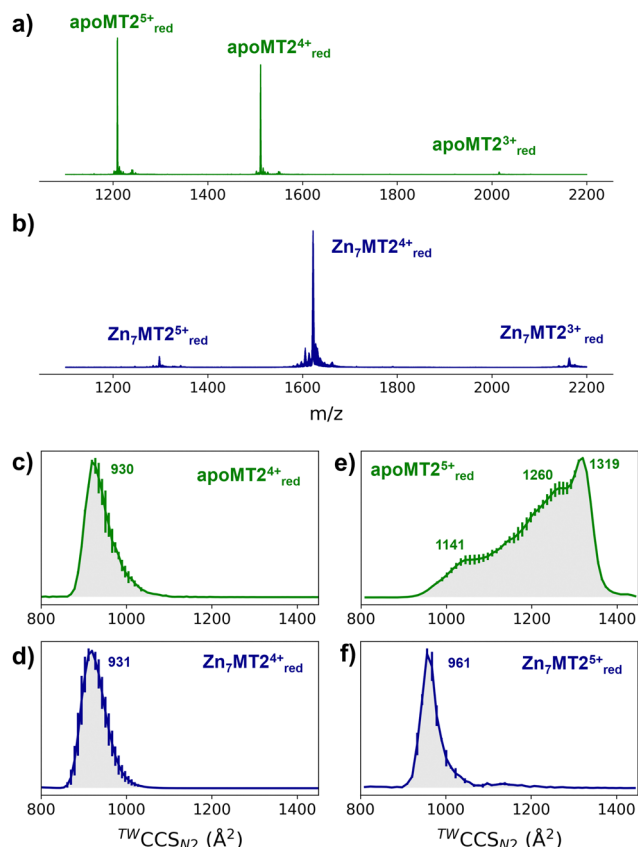 a)
apoMT2⁵⁺red
apoMT2⁴⁺red
apoMT2³⁺red
1200 1400 1600 1800 2000 2200
b)
Zn₇MT2⁴⁺red
Zn₇MT2⁵⁺red
Zn₇MT2³⁺red
1200 1400 1600 1800 2000 2200
m/z
c)
930
apoMT2⁴⁺red
800 1000 1200 1400
e)
apoMT2⁵⁺red
1141
1260
1319
800 1000 1200 1400
d)
931
Zn₇MT2⁴⁺red
800 1000 1200 1400
TWCCSN2 (Å²)
f)
961
Zn₇MT2⁵⁺red
800 1000 1200 1400
TWCCSN2 (Å²)